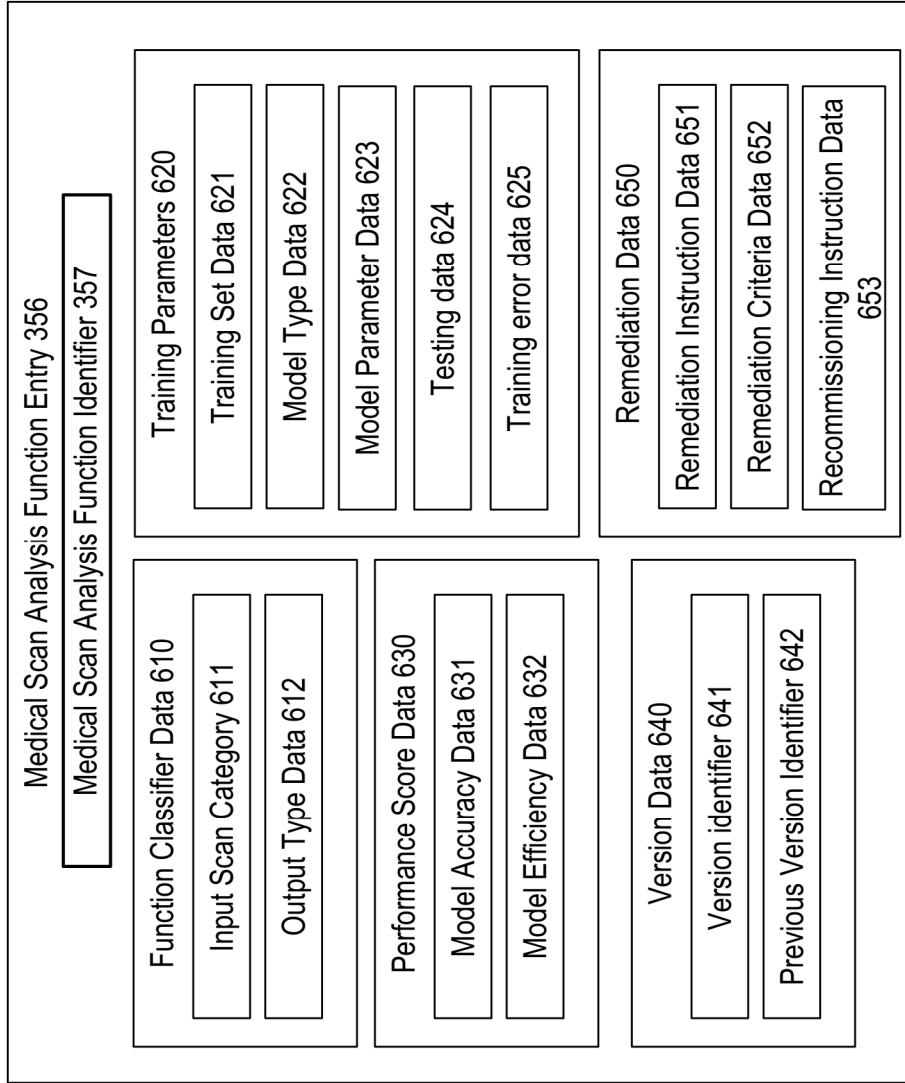 Medical Scan Analysis Function Entry 356
Medical Scan Analysis Function Identifier 357
Function Classifier Data 610
Input Scan Category 611
Output Type Data 612
Performance Score Data 630
Model Accuracy Data 631
Model Efficiency Data 632
Version Data 640
Version identifier 641
Previous Version Identifier 642
Training Parameters 620
Training Set Data 621
Model Type Data 622
Model Parameter Data 623
Testing data 624
Training error data 625
Remediation Data 650
Remediation Instruction Data 651
Remediation Criteria Data 652
Recommissioning Instruction Data
653